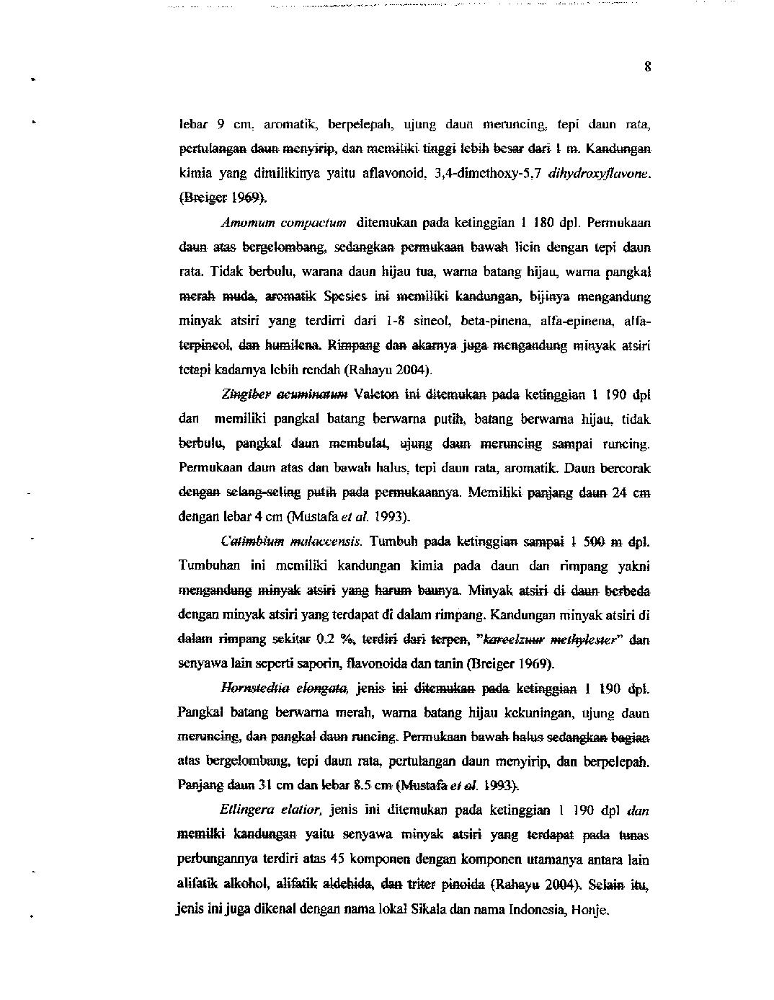 8
lebar 9 cm, aromatik, berpelepah, ujung daun meruncing, tepi daun rata,
pertulangan daun menyirip, dan memiliki tinggi lebih besar dari 1 m. Kandungan
kimia yang dimilikinya yaitu aflavonoid, 3,4-dimethoxy-5,7 dihydroxyflavone.
(Breiger 1969).
Amomum compactum ditemukan pada ketinggian 1 180 dpl. Permukaan
daun atas bergelombang, sedangkan permukaan bawah licin dengan tepi daun
rata. Tidak berbulu, warana daun hijau tua, warna batang hijau, warna pangkal
merah muda, aromatik Spesies ini memiliki kandungan, bijinya mengandung
minyak atsiri yang terdirri dari 1-8 sineol, beta-pinena, alfa-epinena, alfa-
terpineol, dan humilena. Rimpang dan akarnya juga mengandung minyak atsiri
tetapi kadarnya lebih rendah (Rahayu 2004).
Zingiber acuminatum Valeton ini ditemukan pada ketinggian 1 190 dpl
dan memiliki pangkal batang berwarna putih, batang berwarna hijau, tidak
berbulu, pangkal daun membulat, ujung daun meruncing sampai runcing.
Permukaan daun atas dan bawah halus, tepi daun rata, aromatik. Daun bercorak
dengan selang-seling putih pada permukaannya. Memiliki panjang daun 24 cm
dengan lebar 4 cm (Mustafa et al. 1993).
Catimbium malaccensis. Tumbuh pada ketinggian sampai 1 500 m dpl.
Tumbuhan ini memiliki kandungan kimia pada daun dan rimpang yakni
mengandung minyak atsiri yang harum baunya. Minyak atsiri di daun berbeda
dengan minyak atsiri yang terdapat di dalam rimpang. Kandungan minyak atsiri di
dalam rimpang sekitar 0.2 %, terdiri dari terpen, ”kareelzuur methylester” dan
senyawa lain seperti saporin, flavonoida dan tanin (Breiger 1969).
Hornstedtia elongata, jenis ini ditemukan pada ketinggian 1 190 dpl.
Pangkal batang berwarna merah, warna batang hijau kekuningan, ujung daun
meruncing, dan pangkal daun runcing. Permukaan bawah halus sedangkan bagian
atas bergelombang, tepi daun rata, pertulangan daun menyirip, dan berpelepah.
Panjang daun 31 cm dan lebar 8.5 cm (Mustafa et al. 1993).
Etlingera elatior, jenis ini ditemukan pada ketinggian 1 190 dpl dan
memilki kandungan yaitu senyawa minyak atsiri yang terdapat pada tunas
perbungannya terdiri atas 45 komponen dengan komponen utamanya antara lain
alifatik alkohol, alifatik aldehida, dan triter pinoida (Rahayu 2004). Selain itu,
jenis ini juga dikenal dengan nama lokal Sikala dan nama Indonesia, Honje.